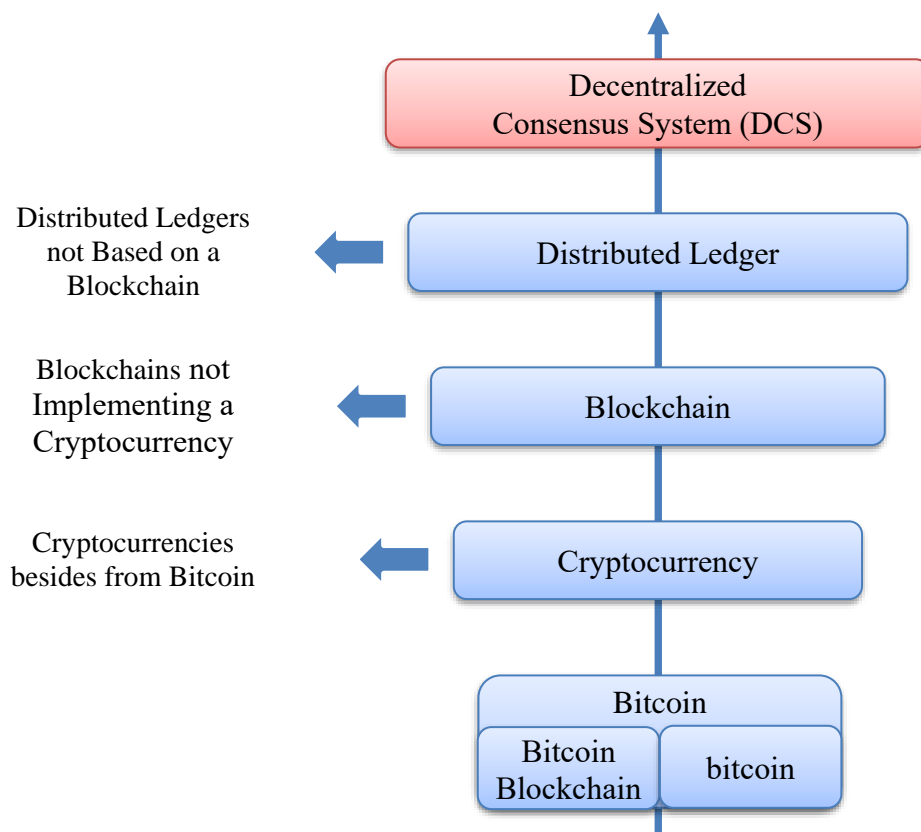 Decentralized
Consensus System (DCS)
Distributed Ledgers
not Based on a
Blockchain
Distributed Ledger
Blockchains not
Implementing a
Cryptocurrency
Blockchain
Cryptocurrencies
besides from Bitcoin
Cryptocurrency
Bitcoin
Bitcoin
Blockchain
bitcoin